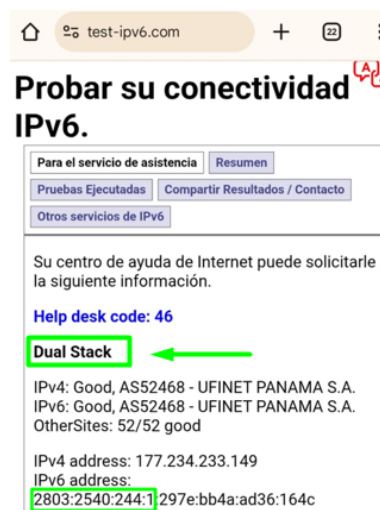 test-ipv6.com
22
Probar su conectividad
IPv6.
Para el servicio de asistencia Resumen
Pruebas Ejecutadas Compartir Resultados / Contacto
Otros servicios de IPv6
Su centro de ayuda de Internet puede solicitarle
la siguiente información.
Help desk code: 46
Dual Stack
IPv4: Good, AS52468 - UFINET PANAMA S.A.
IPv6: Good, AS52468 - UFINET PANAMA S.A.
OtherSites: 52/52 good
IPv4 address: 177.234.233.149
IPv6 address:
2803:2540:244:1:297e:bb4a:ad36:164c